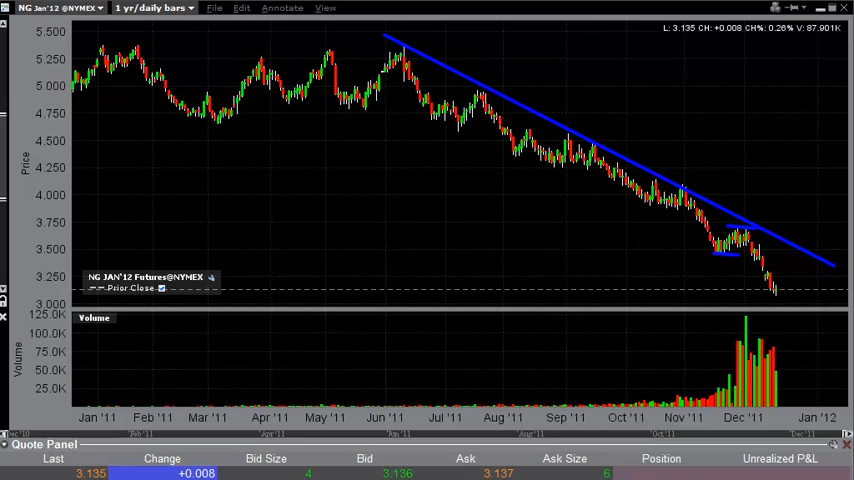 NG Jan'12 @NYMEX 1 yr/daily bars File Edit Annotate View
L: 3.135 CH: +0.008 CH%: 0.26% V: 87.901K
5.500
5.250
5.000
4.750
4.500
4.250
4.000
3.750
3.500
3.250
3.000
Price
NG JAN'12 Futures@NYMEX
Prior Close
Volume
125.0K
100.0K
75.0K
50.0K
25.0K
Volume
Jan '11 Feb '11 Mar '11 Apr '11 May '11 Jun '11 Jul '11 Aug '11 Sep '11 Oct '11 Nov '11 Dec '11 Jan '12
Quote Panel
Last Change Bid Size Bid Ask Ask Size Position Unrealized P&L
3.135 +0.008 4 3.136 3.137 6